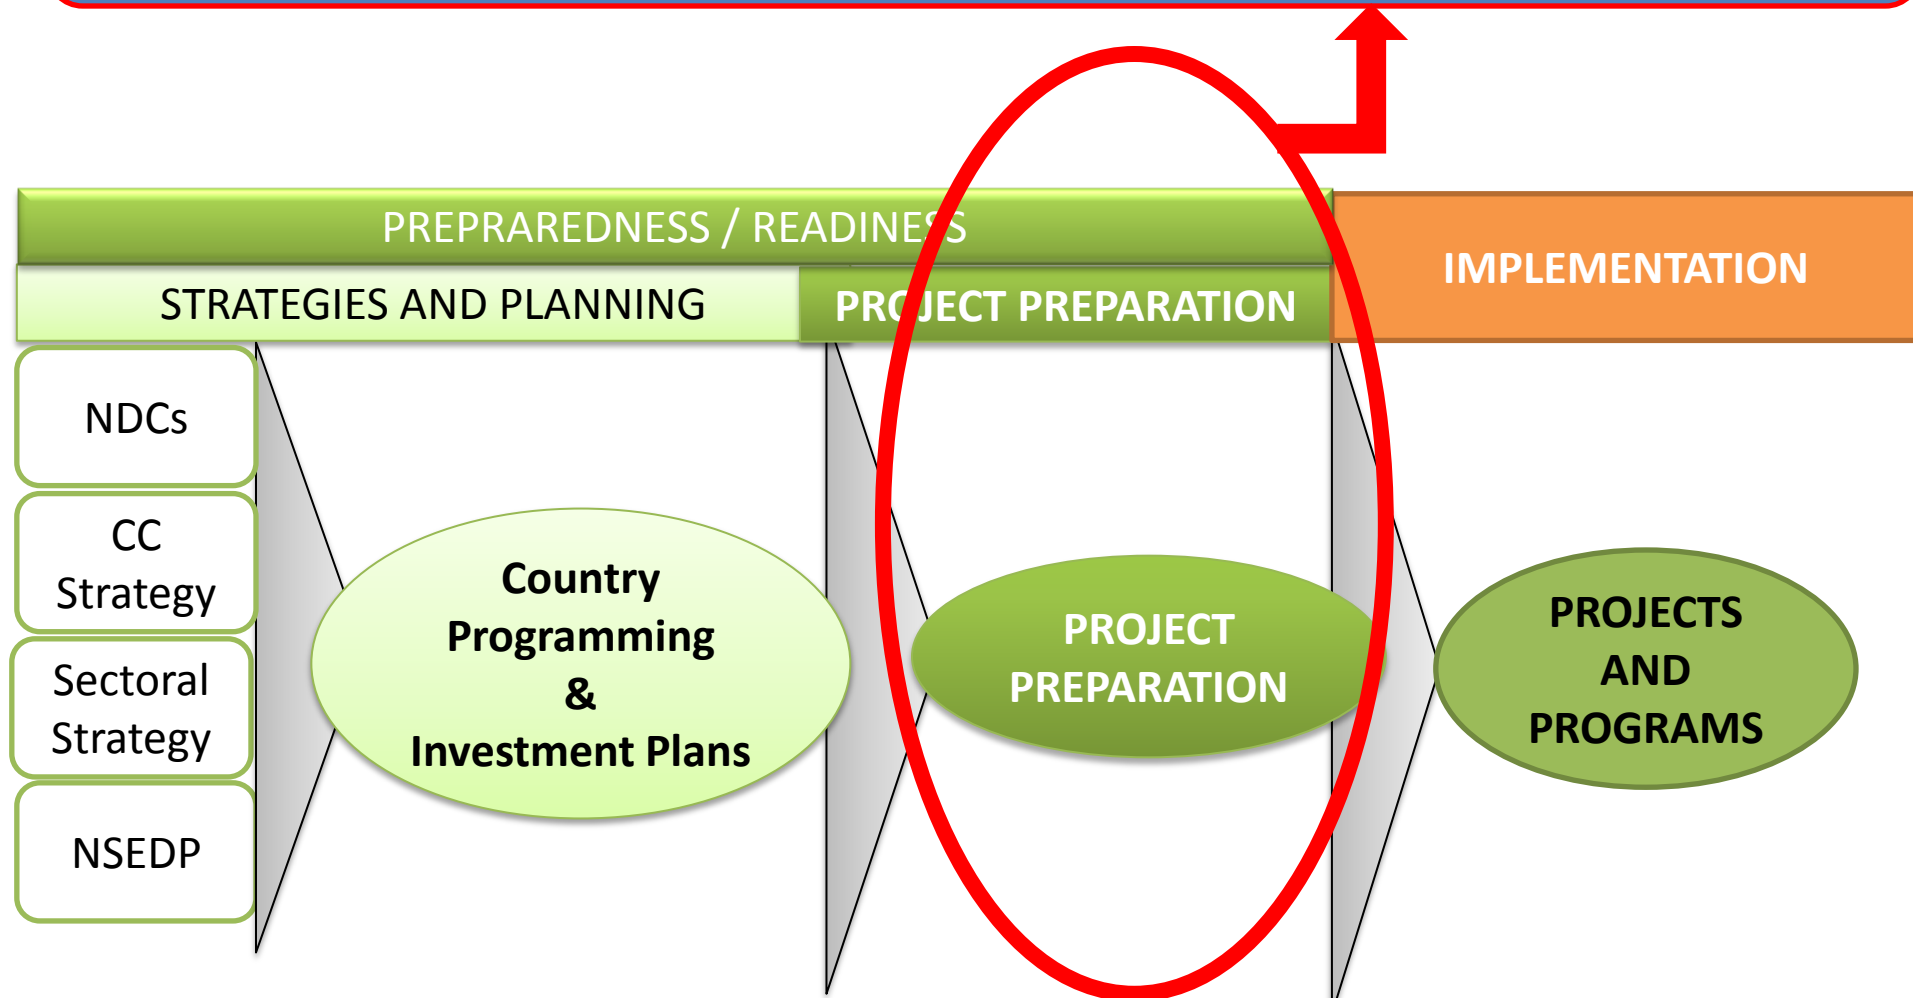 PREPRAREDNESS / READINESS
IMPLEMENTATION
STRATEGIES AND PLANNING
PROJECT PREPARATION
NDCs
CC
Strategy
Sectoral
Strategy
NSEDP
Country
Programming
&
Investment Plans
PROJECT
PREPARATION
PROJECTS
AND
PROGRAMS